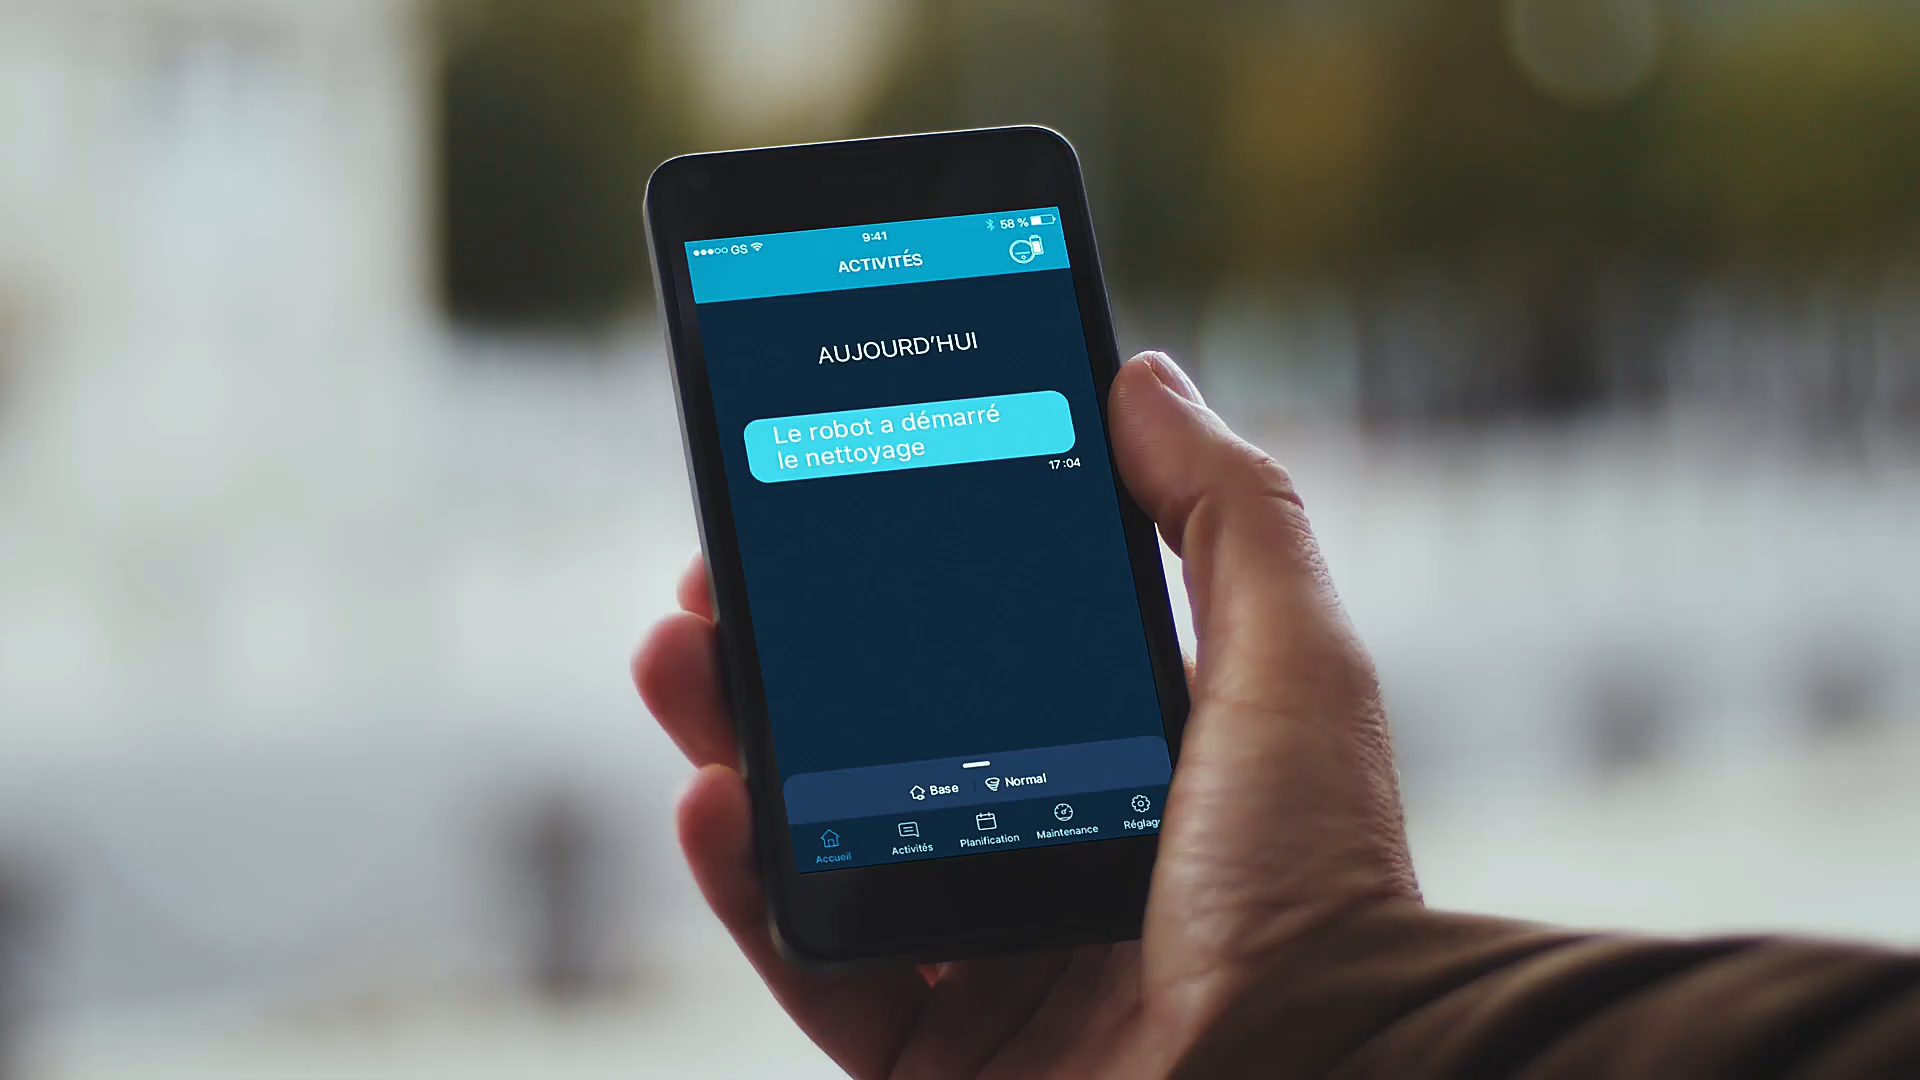 GS 9:41 58 %
ACTIVITÉS
AUJOURD'HUI
Le robot a démarré
le nettoyage
17:04
Base Normal
Accueil Activités Planification Maintenance Réglag